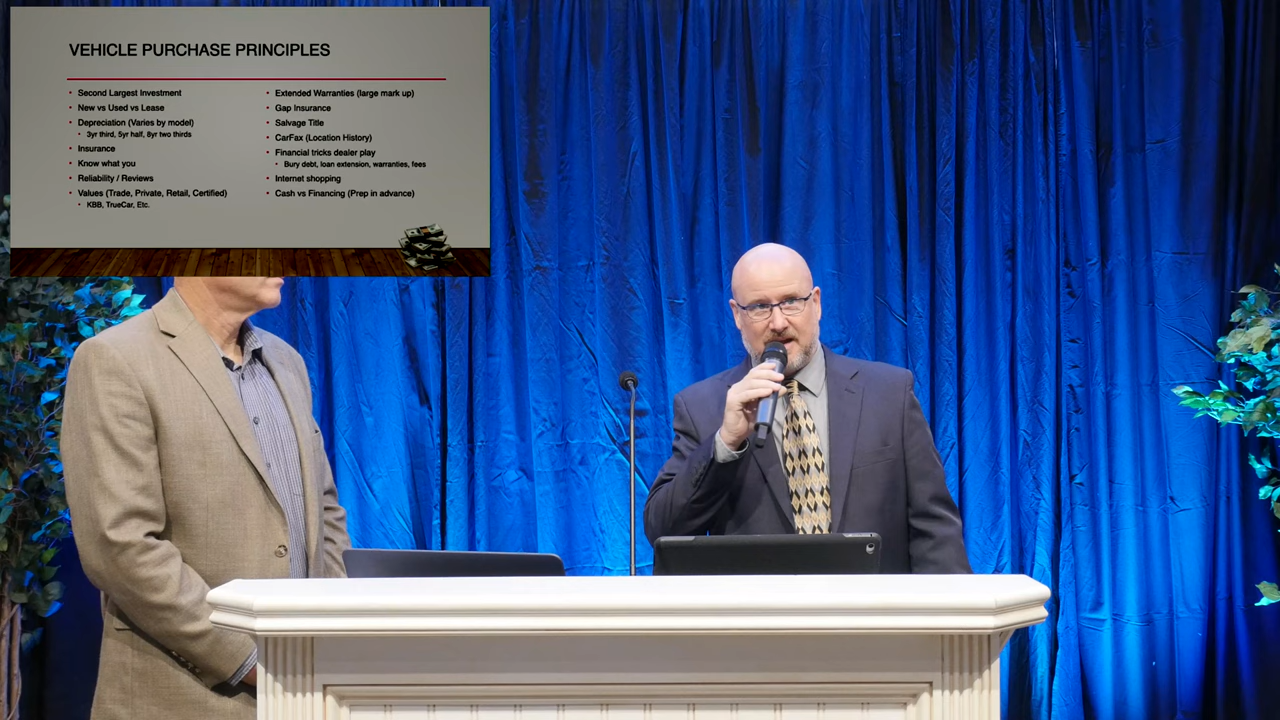 VEHICLE PURCHASE PRINCIPLES
Second Largest Investment
New vs Used vs Lease
Depreciation (Varies by model)
3yr third, 5yr half, 8yr two thirds
Insurance
Know what you
Reliability / Reviews
Values (Trade, Private, Retail, Certified)
KBB, TrueCar, Etc.
Extended Warranties (large mark up)
Gap Insurance
Salvage Title
CarFax (Location History)
Financial tricks dealer play
Bury debt, loan extension, warranties, fees
Internet shopping
Cash vs Financing (Prep in advance)